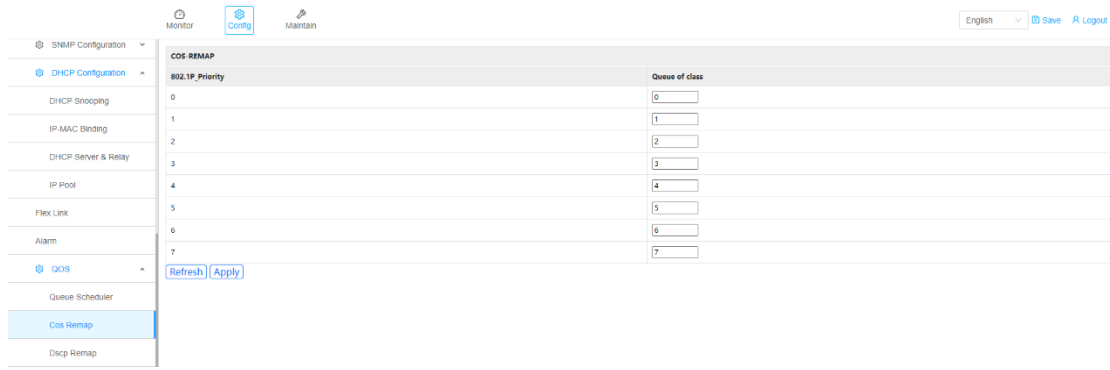 Monitor
Config
Maintain
English
Save
Logout
SNMP Configuration
DHCP Configuration
DHCP Snooping
IP-MAC Binding
DHCP Server & Relay
IP Pool
Flex Link
Alarm
QOS
Queue Scheduler
Cos Remap
Dscp Remap
COS-REMAP
802.1P_Priority Queue of class
0 0
1 1
2 2
3 3
4 4
5 5
6 6
7 7
Refresh Apply